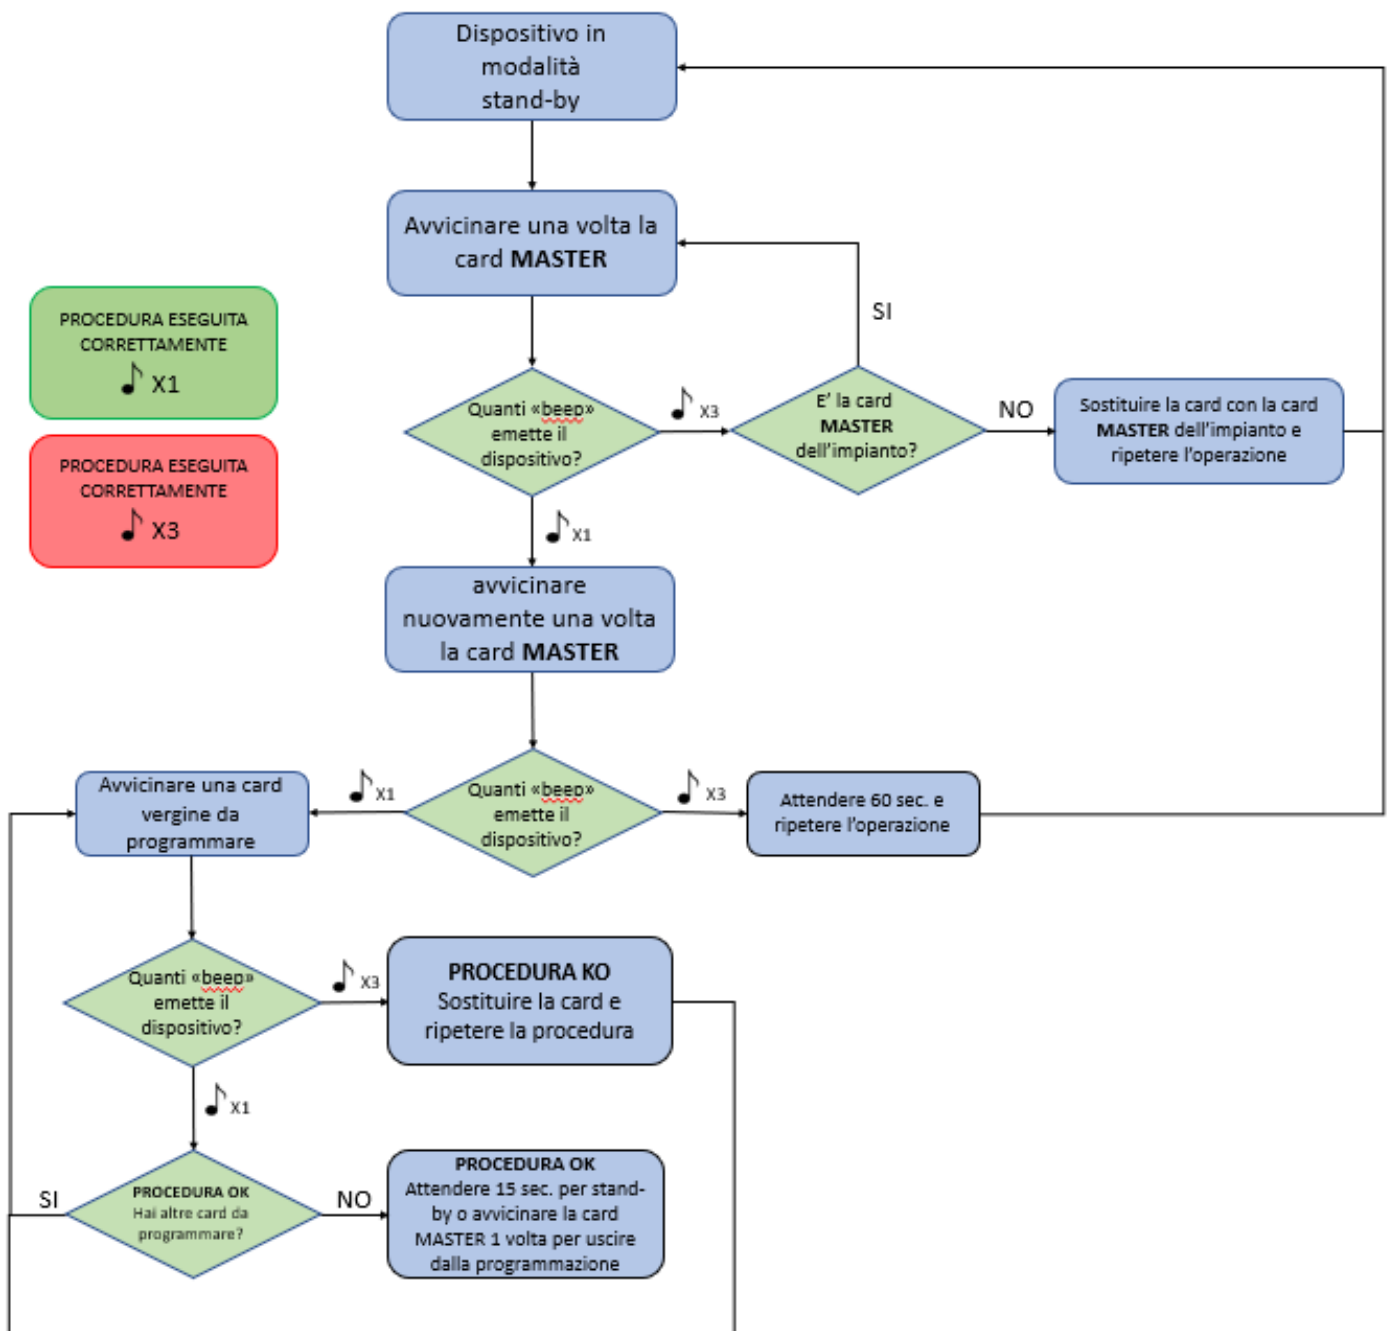 Dispositivo in
modalità
stand-by
Avvicinare una volta la
card MASTER
SI
PROCEDURA ESEGUITA
CORRETTAMENTE
X1
Quanti «beep»
emette il
dispositivo?
X3
E' la card
MASTER
dell'impianto?
NO
Sostituire la card con la card
MASTER dell'impianto e
ripetere l'operazione
PROCEDURA ESEGUITA
CORRETTAMENTE
X3
X1
avvicinare
nuovamente una volta
la card MASTER
Avvicinare una card
vergine da
programmare
X1
Quanti «beep»
emette il
dispositivo?
X3
Attendere 60 sec. e
ripetere l'operazione
Quanti «beep»
emette il
dispositivo?
X3
PROCEDURA KO
Sostituire la card e
ripetere la procedura
X1
SI
PROCEDURA OK
Hai altre card da
programmare?
NO
PROCEDURA OK
Attendere 15 sec. per stand-
by o avvicinare la card
MASTER 1 volta per uscire
dalla programmazione